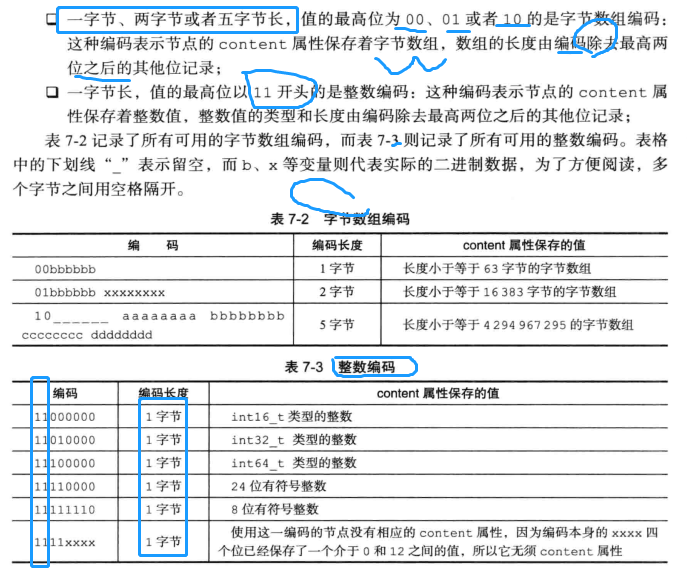 ❑ 一字节、两字节或者五字节长，值的最高位为 00、01 或者 10 的是字节数组编码：
这种编码表示节点的 content 属性保存着字节数组，数组的长度由编码除去最高两
位之后的其他位记录；
❑ 一字节长，值的最高位以 11 开头的是整数编码：这种编码表示节点的 content 属
性保存着整数值，整数值的类型和长度由编码除去最高两位之后的其他位记录；
表 7-2 记录了所有可用的字节数组编码，而表 7-3 则记录了所有可用的整数编码。表格
中的下划线“_”表示留空，而 b、x 等变量则代表实际的二进制数据，为了方便阅读，多
个字节之间用空格隔开。
表 7-2 字节数组编码
编 码 编码长度 content 属性保存的值
00bbbbbb 1 字节 长度小于等于 63 字节的字节数组
01bbbbbb xxxxxxxx 2 字节 长度小于等于 16 383 字节的字节数组
10______ aaaaaaaa bbbbbbbb
cccccccc dddddddd 5 字节 长度小于等于 4 294 967 295 的字节数组
表 7-3 整数编码
编码 编码长度 content 属性保存的值
11000000 1 字节 int16_t 类型的整数
11010000 1 字节 int32_t 类型的整数
11100000 1 字节 int64_t 类型的整数
11110000 1 字节 24 位有符号整数
11111110 1 字节 8 位有符号整数
1111xxxx 1 字节 使用这一编码的节点没有相应的 content 属性，因为编码本身的 xxxx 四
个位已经保存了一个介于 0 和 12 之间的值，所以它无须 content 属性